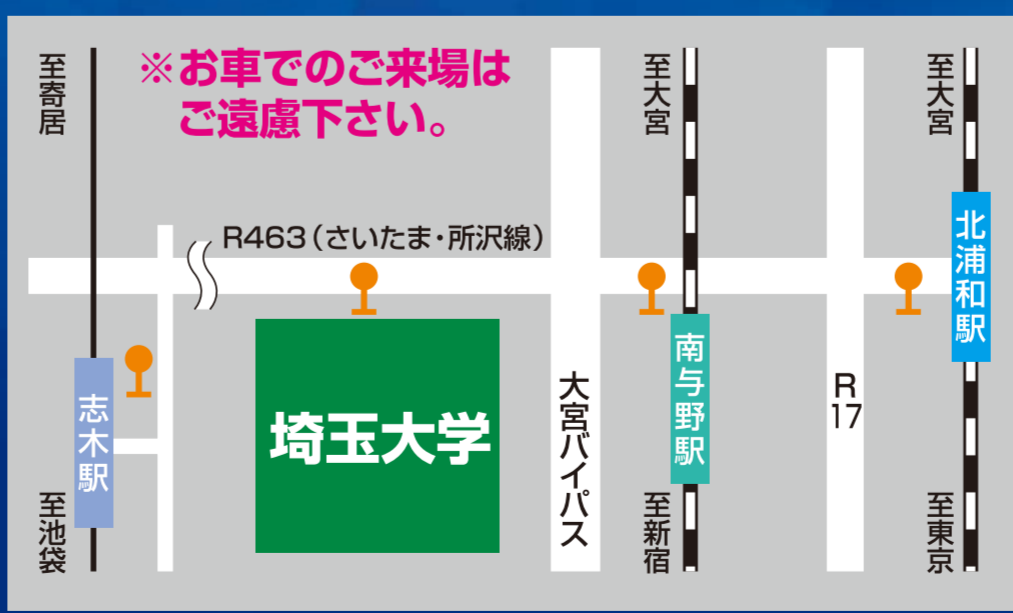 ※お車でのご来場は
ご遠慮下さい。
至寄居
至大宮
至大宮
R463（さいたま・所沢線）
北浦和駅
南与野駅
志木駅
埼玉大学
大宮バイパス
R
17
至池袋
至新宿
至東京